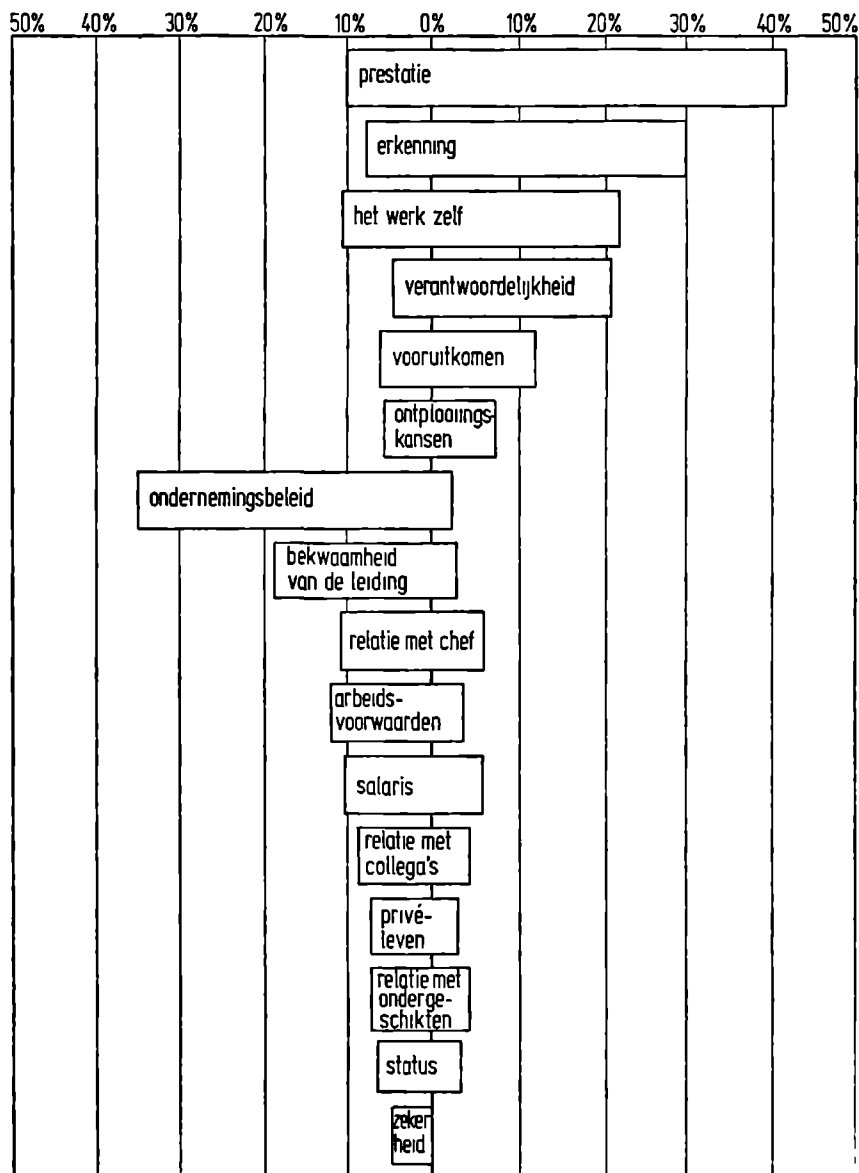 50% 40% 30% 20% 10% 0% 10% 20% 30% 40% 50%
prestatie
erkenning
het werk zelf
verantwoordelijkheid
vooruitkomen
ontplooiings-
kansen
ondernemingsbeleid
bekwaamheid
van de leiding
relatie met chef
arbeids-
voorwaarden
salaris
relatie met
collega's
privé-
leven
relatie met
onderge-
schikten
status
zeker
heid